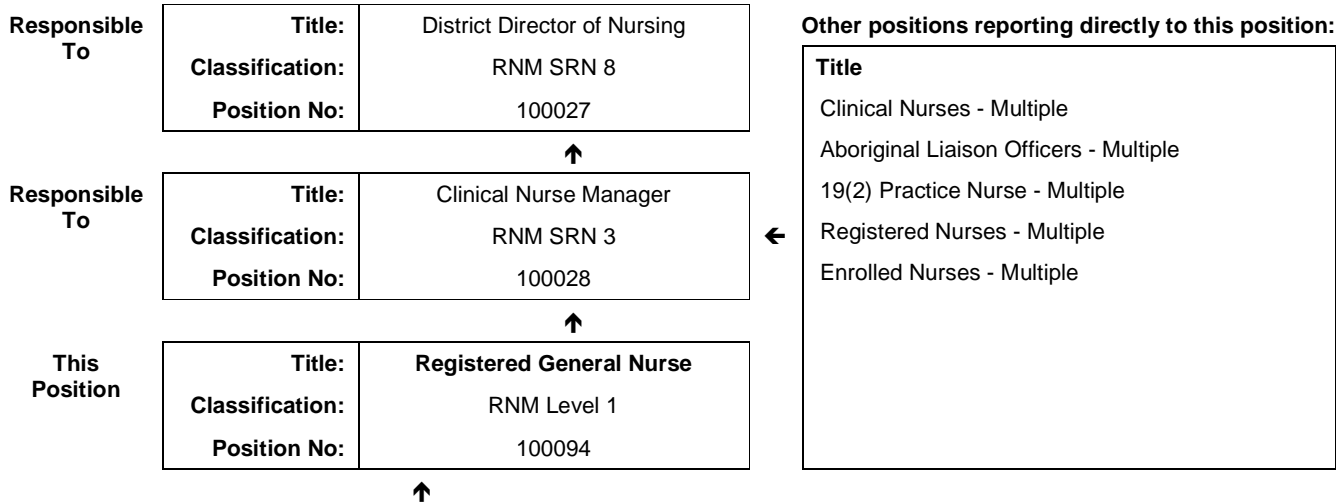 Responsible To
Title: District Director of Nursing
Classification: RNM SRN 8
Position No: 100027
↑
Responsible To
Title: Clinical Nurse Manager
Classification: RNM SRN 3
Position No: 100028
↑
This Position
Title: Registered General Nurse
Classification: RNM Level 1
Position No: 100094
↑
Other positions reporting directly to this position:
Title
Clinical Nurses - Multiple
Aboriginal Liaison Officers - Multiple
19(2) Practice Nurse - Multiple
← Registered Nurses - Multiple
Enrolled Nurses - Multiple